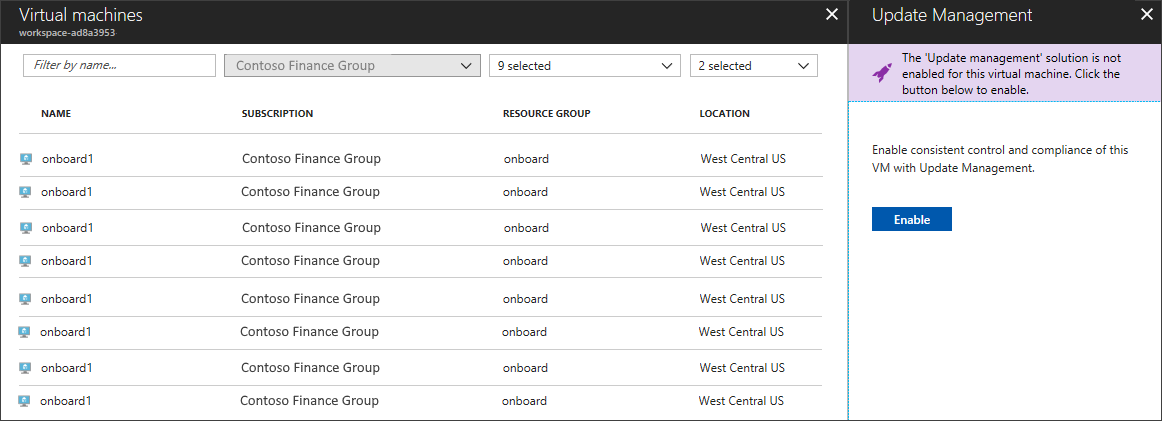 Virtual machines
workspace-ad8a3953
Filter by name...
Contoso Finance Group
9 selected
2 selected
NAME SUBSCRIPTION RESOURCE GROUP LOCATION
onboard1 Contoso Finance Group onboard West Central US
onboard1 Contoso Finance Group onboard West Central US
onboard1 Contoso Finance Group onboard West Central US
onboard1 Contoso Finance Group onboard West Central US
onboard1 Contoso Finance Group onboard West Central US
onboard1 Contoso Finance Group onboard West Central US
onboard1 Contoso Finance Group onboard West Central US
onboard1 Contoso Finance Group onboard West Central US
Update Management
The 'Update management' solution is not
enabled for this virtual machine. Click the
button below to enable.
Enable consistent control and compliance of this
VM with Update Management.
Enable